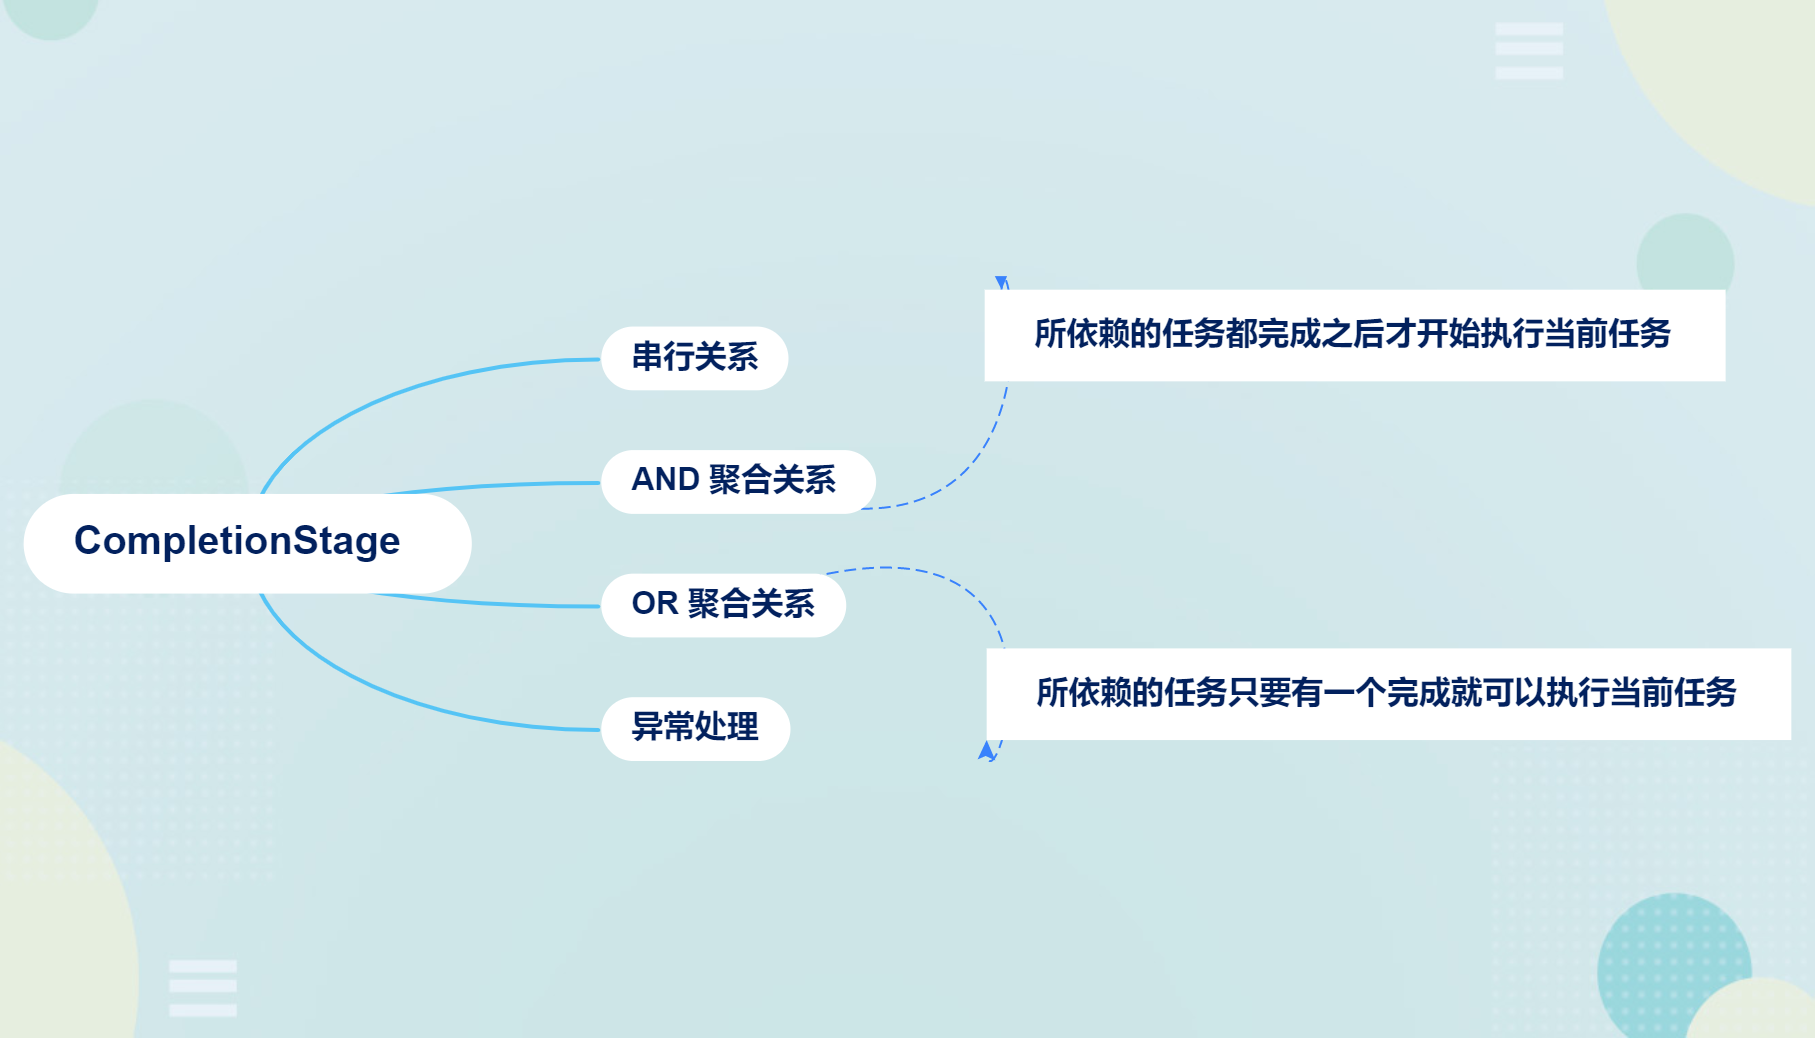 CompletionStage
串行关系
AND 聚合关系
所依赖的任务都完成之后才开始执行当前任务
OR 聚合关系
所依赖的任务只要有一个完成就可以执行当前任务
异常处理